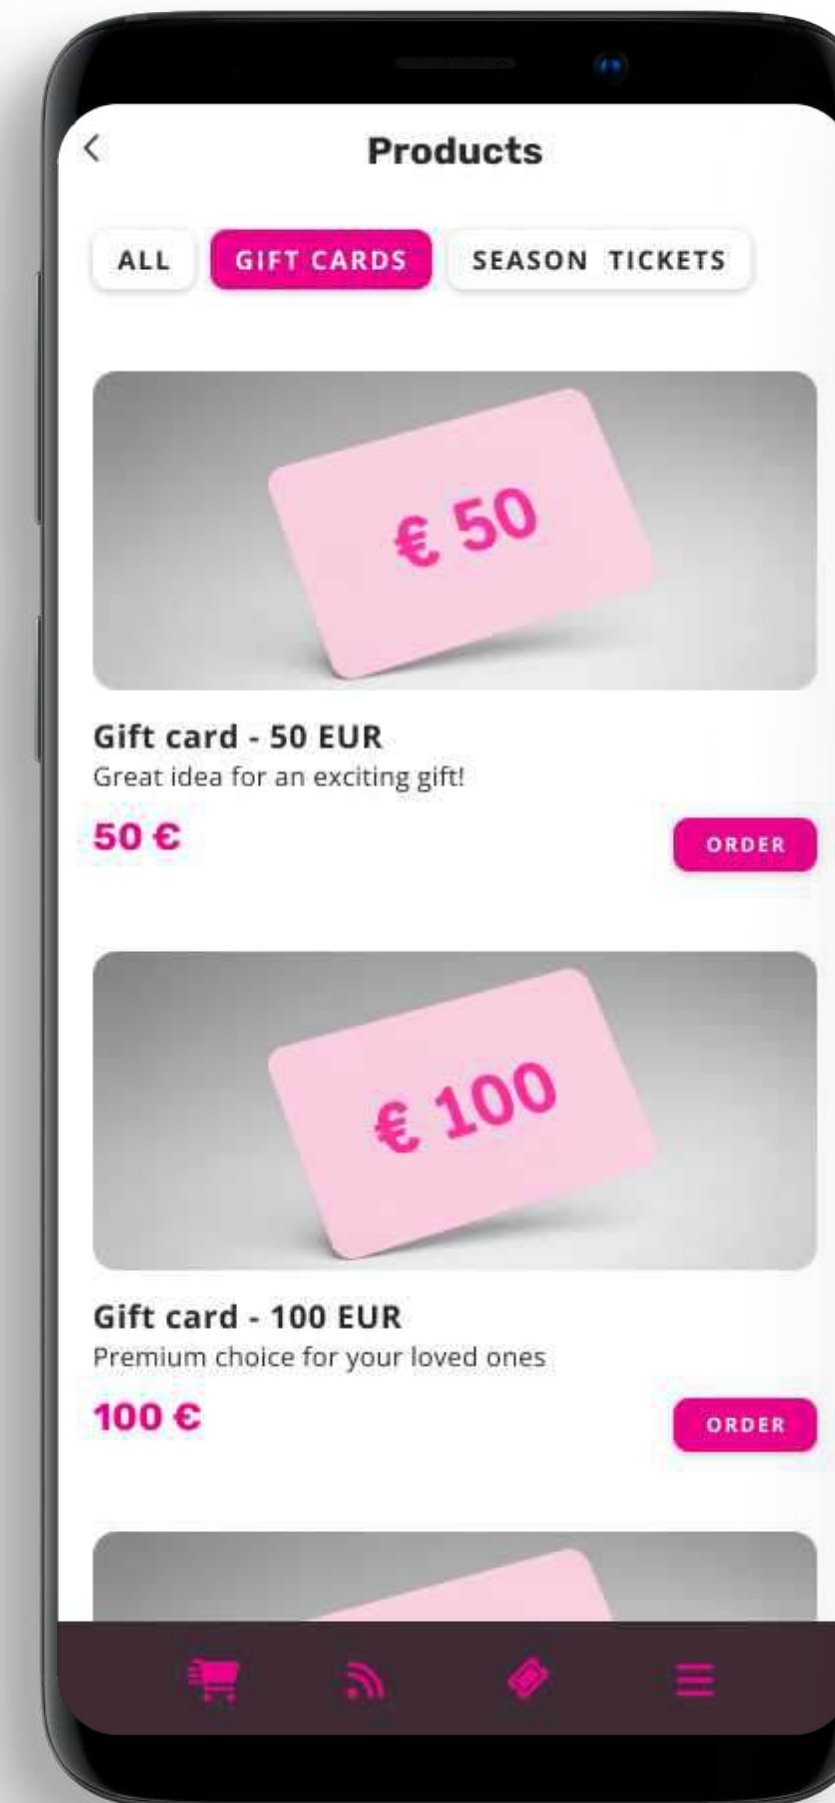 Products
ALL GIFT CARDS SEASON TICKETS
€ 50
Gift card - 50 EUR
Great idea for an exciting gift!
50 €
ORDER
€ 100
Gift card - 100 EUR
Premium choice for your loved ones
100 €
ORDER